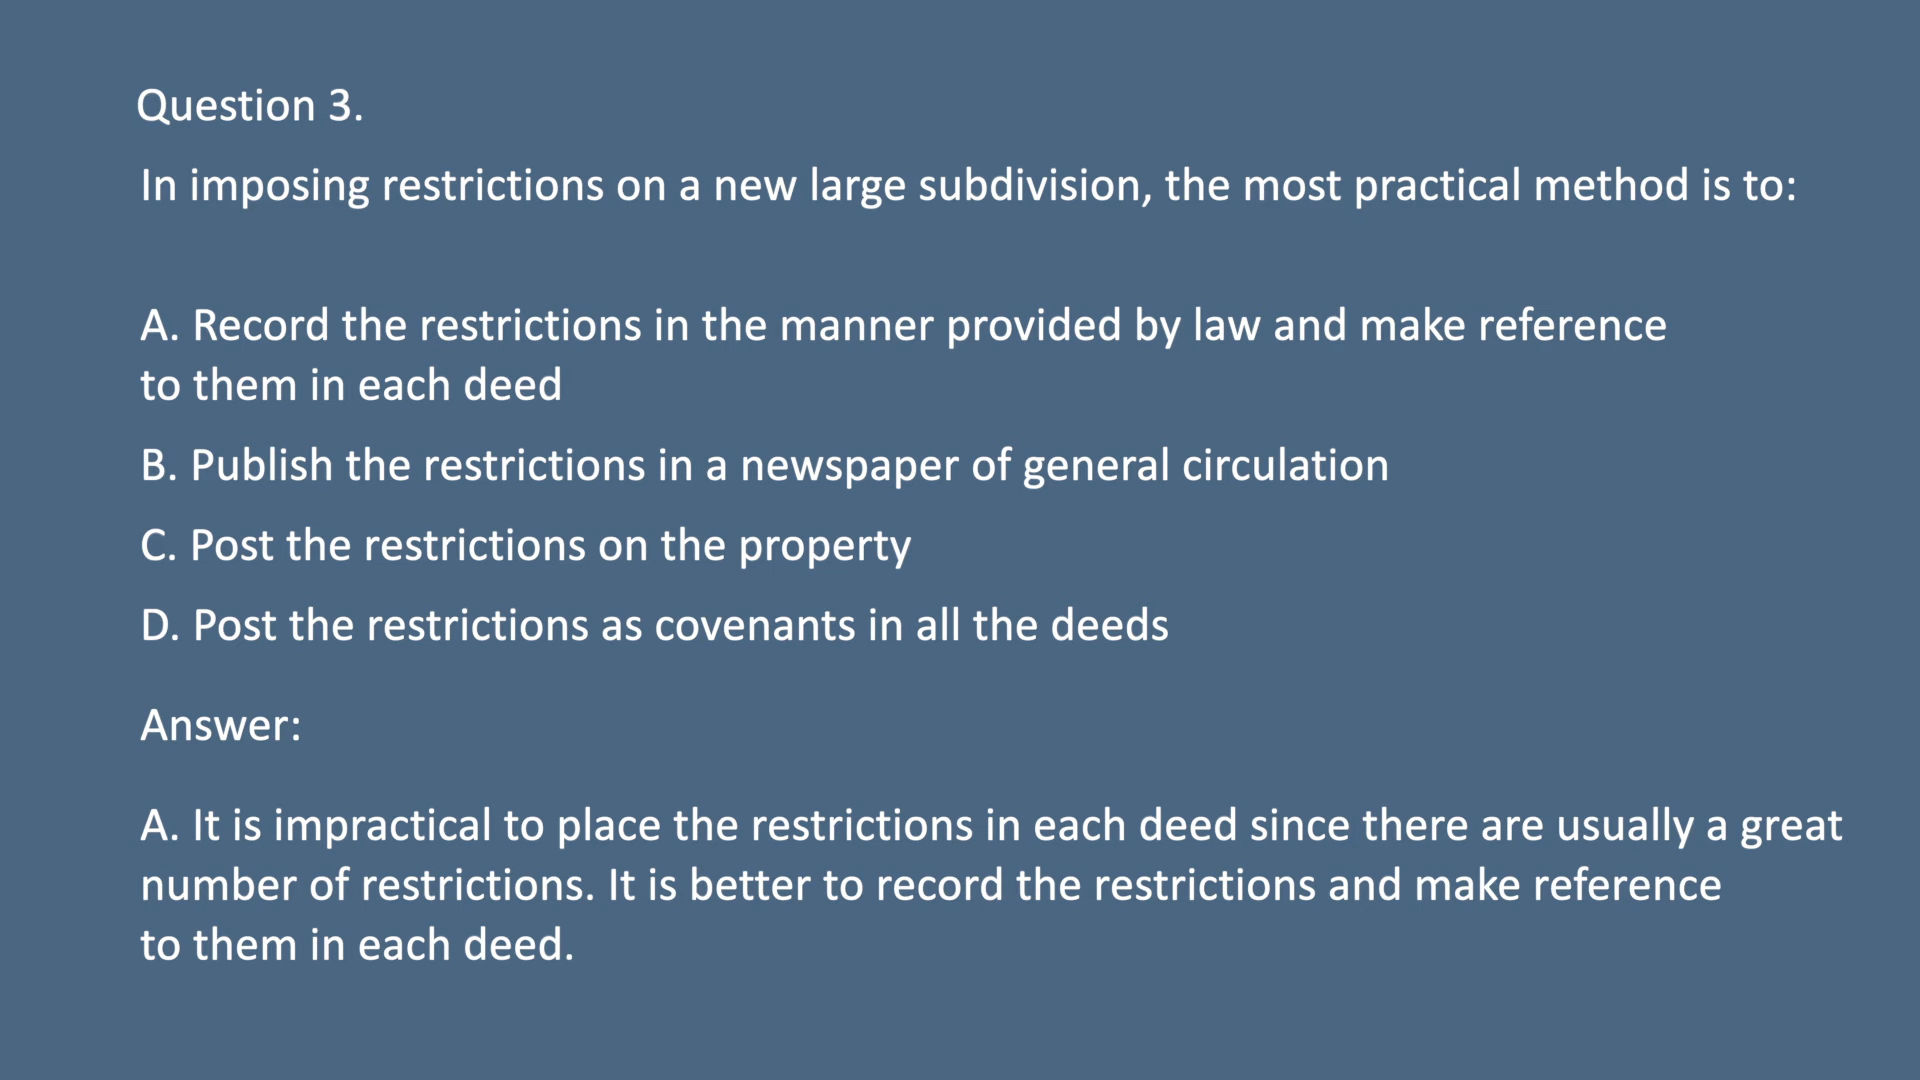 Question 3.
In imposing restrictions on a new large subdivision, the most practical method is to:
A. Record the restrictions in the manner provided by law and make reference
to them in each deed
B. Publish the restrictions in a newspaper of general circulation
C. Post the restrictions on the property
D. Post the restrictions as covenants in all the deeds
Answer:
A. It is impractical to place the restrictions in each deed since there are usually a great
number of restrictions. It is better to record the restrictions and make reference
to them in each deed.